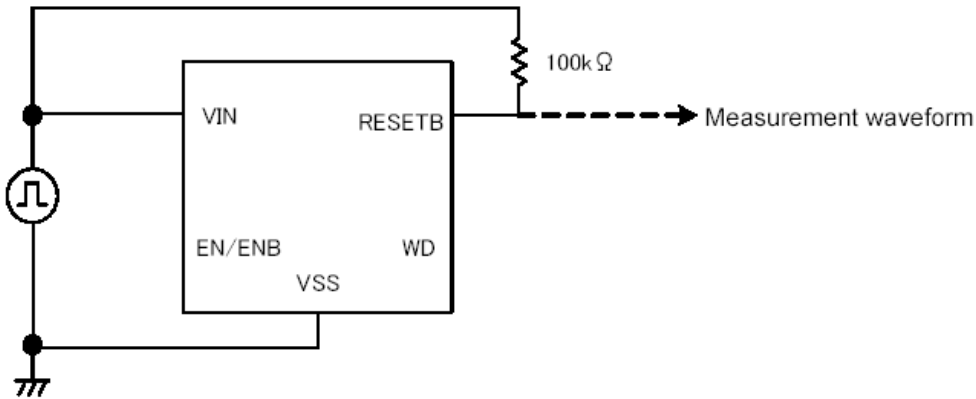 100kΩ
VIN
RESETB
Measurement waveform
EN/ENB
WD
VSS